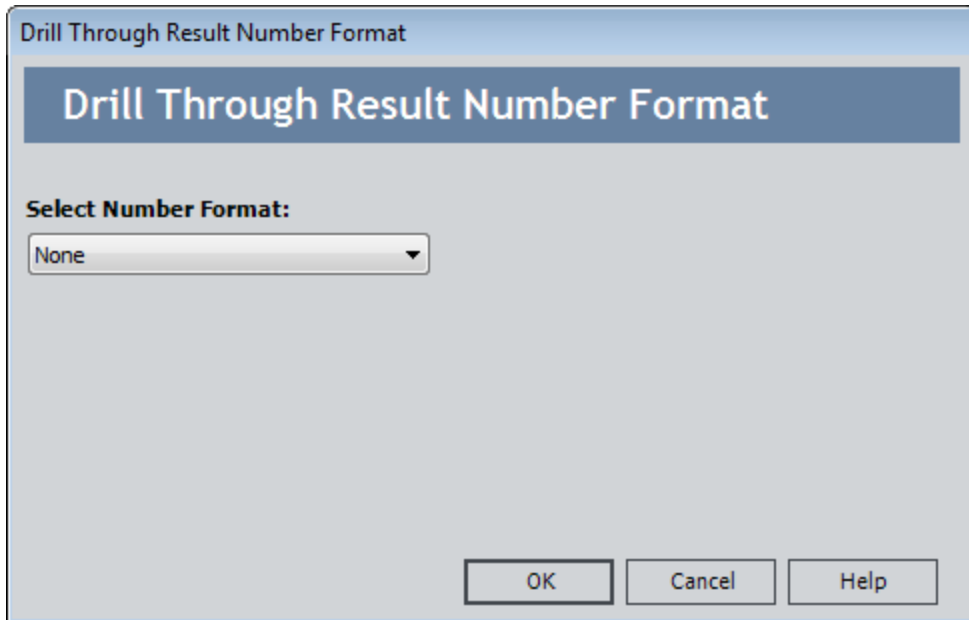 Drill Through Result Number Format
Drill Through Result Number Format
Select Number Format:
None
OK Cancel Help